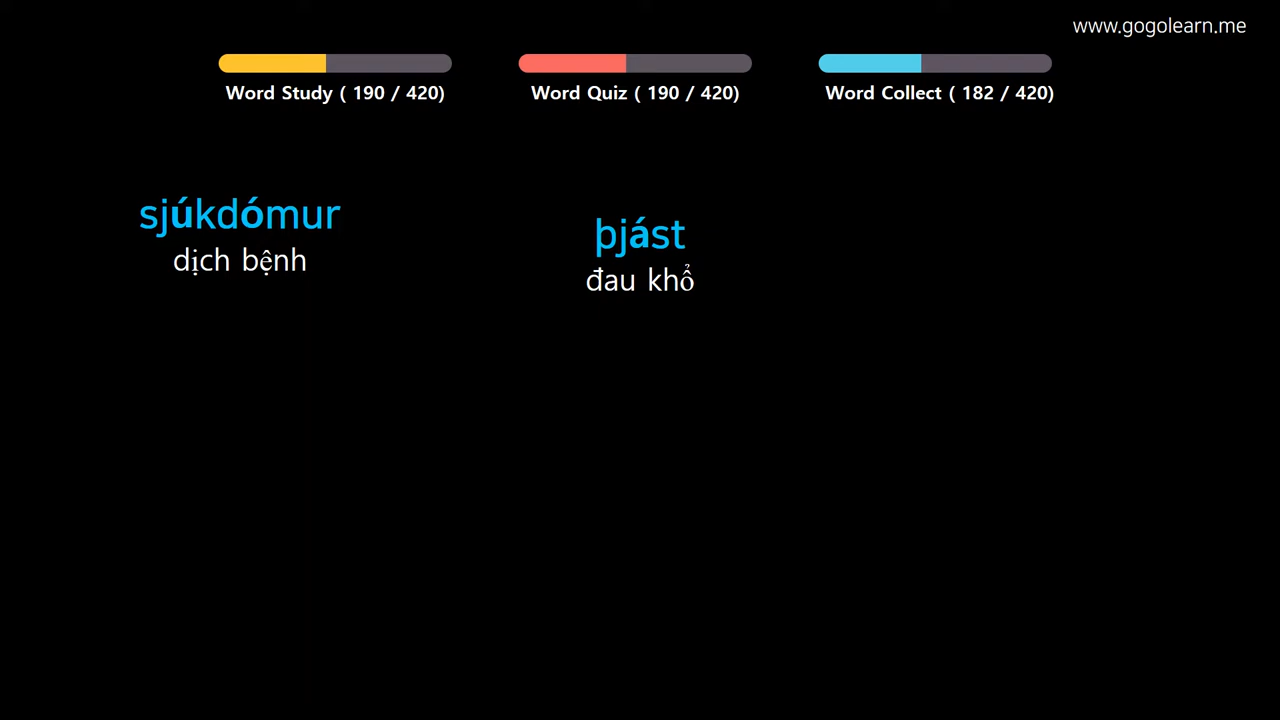 www.gogolearn.me
Word Study ( 190 / 420)
Word Quiz ( 190 / 420)
Word Collect ( 182 / 420)
sjúkdómur
dịch bệnh
þjást
đau khổ